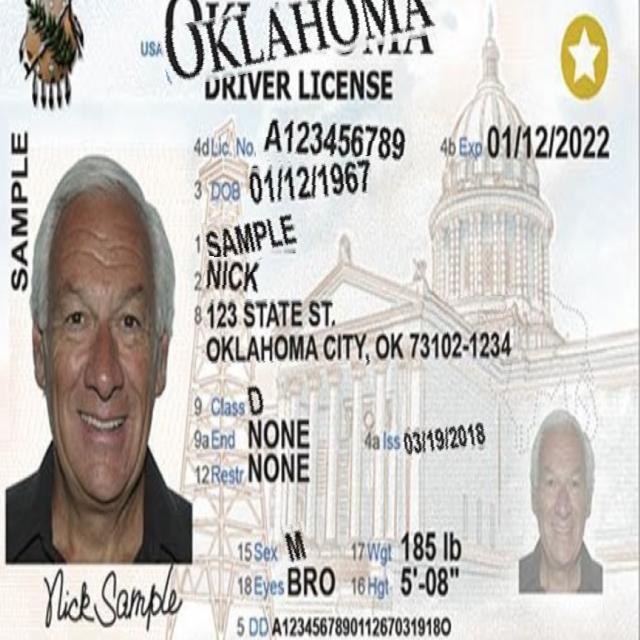 USA OKLAHOMA
DRIVER LICENSE
SAMPLE
4d Lic. No. A123456789 4b Exp 01/12/2022
3 DOB 01/12/1967
1 SAMPLE
2 NICK
8 123 STATE ST.
OKLAHOMA CITY, OK 73102-1234
9 Class D
9a End NONE 4a Iss 03/19/2018
12 Restr NONE
15 Sex M 17 Wgt 185 lb
18 Eyes BRO 16 Hgt 5'-08"
Nick Sample
5 DD A1234567890112670319180